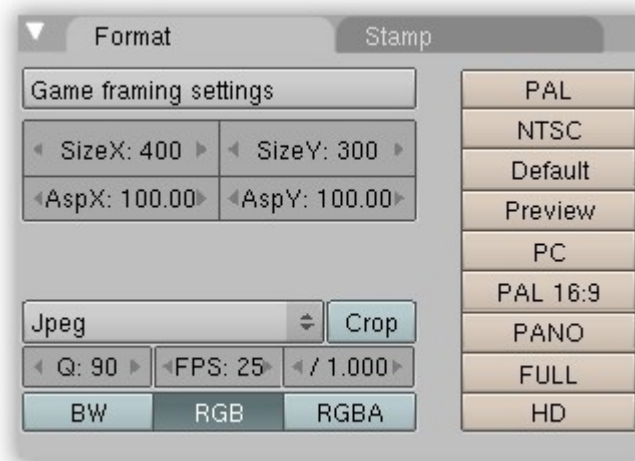 Format
Stamp
Game framing settings
SizeX: 400
SizeY: 300
AspX: 100.00
AspY: 100.00
Jpeg
Crop
Q: 90
FPS: 25
/ 1.000
BW
RGB
RGBA
PAL
NTSC
Default
Preview
PC
PAL 16:9
PANO
FULL
HD